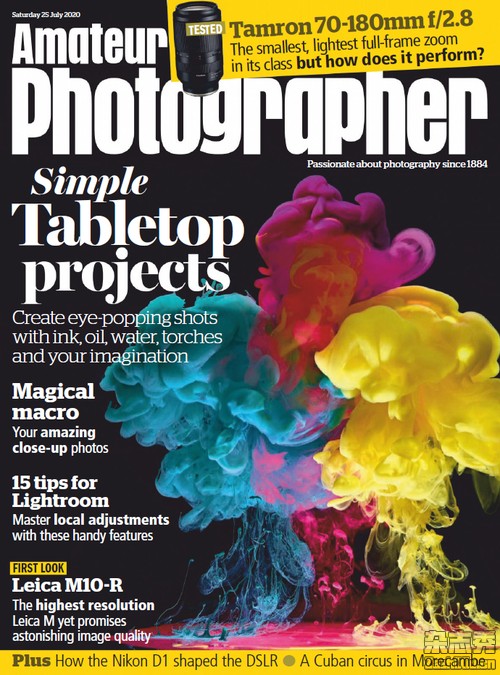 Saturday 25 July 2020
TESTED
Tamron 70-180mm f/2.8
The smallest, lightest full-frame zoom
in its class but how does it perform?
Amateur
Photographer
Passionate about photography since 1884
Simple
Tabletop
projects
Create eye-popping shots
with ink, oil, water, torches
and your imagination
Magical
macro
Your amazing
close-up photos
15 tips for
Lightroom
Master local adjustments
with these handy features
FIRST LOOK
Leica M10-R
The highest resolution
Leica M yet promises
astonishing image quality
Plus How the Nikon D1 shaped the DSLR ● A Cuban circus in Morecambe
杂志秀